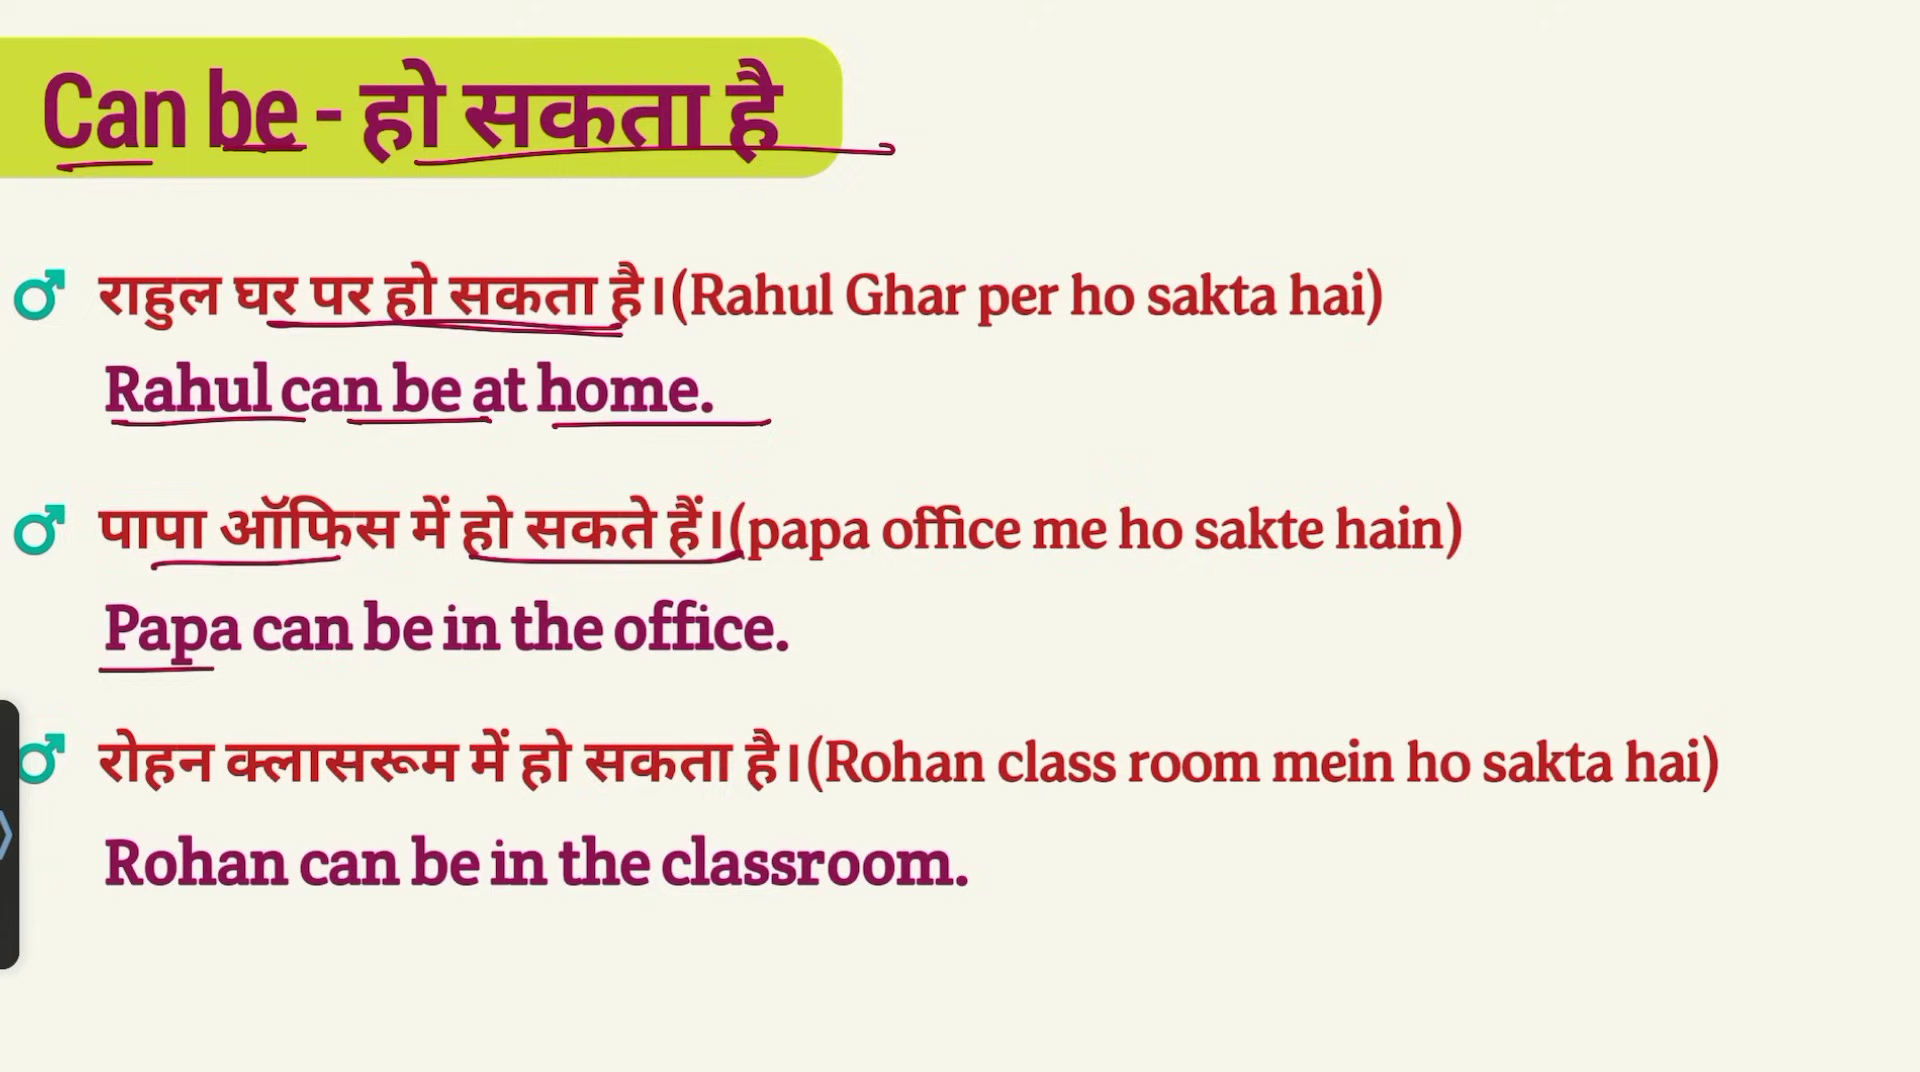 Can be - हो सकता है
राहुल घर पर हो सकता है।(Rahul Ghar per ho sakta hai)
Rahul can be at home.
पापा ऑफिस में हो सकते हैं।(papa office me ho sakte hain)
Papa can be in the office.
रोहन क्लासरूम में हो सकता है।(Rohan class room mein ho sakta hai)
Rohan can be in the classroom.